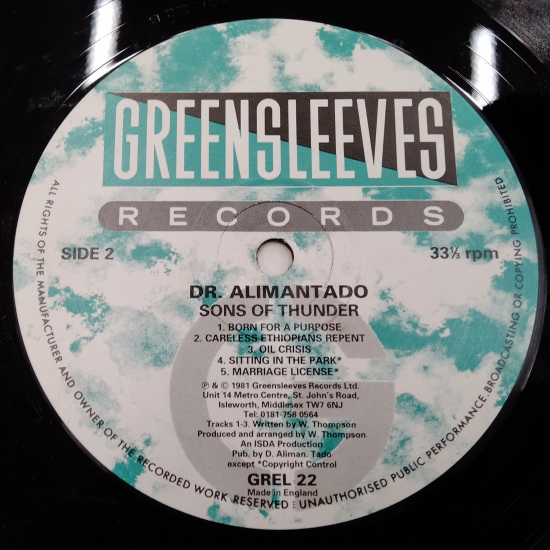 GREENSLEEVES
RECORDS
SIDE 2
33⅓ rpm
DR. ALIMANTADO
SONS OF THUNDER
1. BORN FOR A PURPOSE
2. CARELESS ETHIOPIANS REPENT
3. OIL CRISIS
4. SITTING IN THE PARK*
5. MARRIAGE LICENSE*
℗ & © 1981 Greensleeves Records Ltd.
Unit 14 Metro Centre, St. John's Road,
Isleworth, Middlesex TW7 6NJ
Tel: 0181-758 0564
Tracks 1-3. Written by W. Thompson
Produced and arranged by W. Thompson
An ISDA Production
Pub. by D. Aliman. Tado
except *Copyright Control
GREL 22
Made in England
ALL RIGHTS OF THE MANUFACTURER AND OWNER OF THE RECORDED WORK RESERVED : UNAUTHORISED PUBLIC PERFORMANCE BROADCASTING OR COPYING PROHIBITED